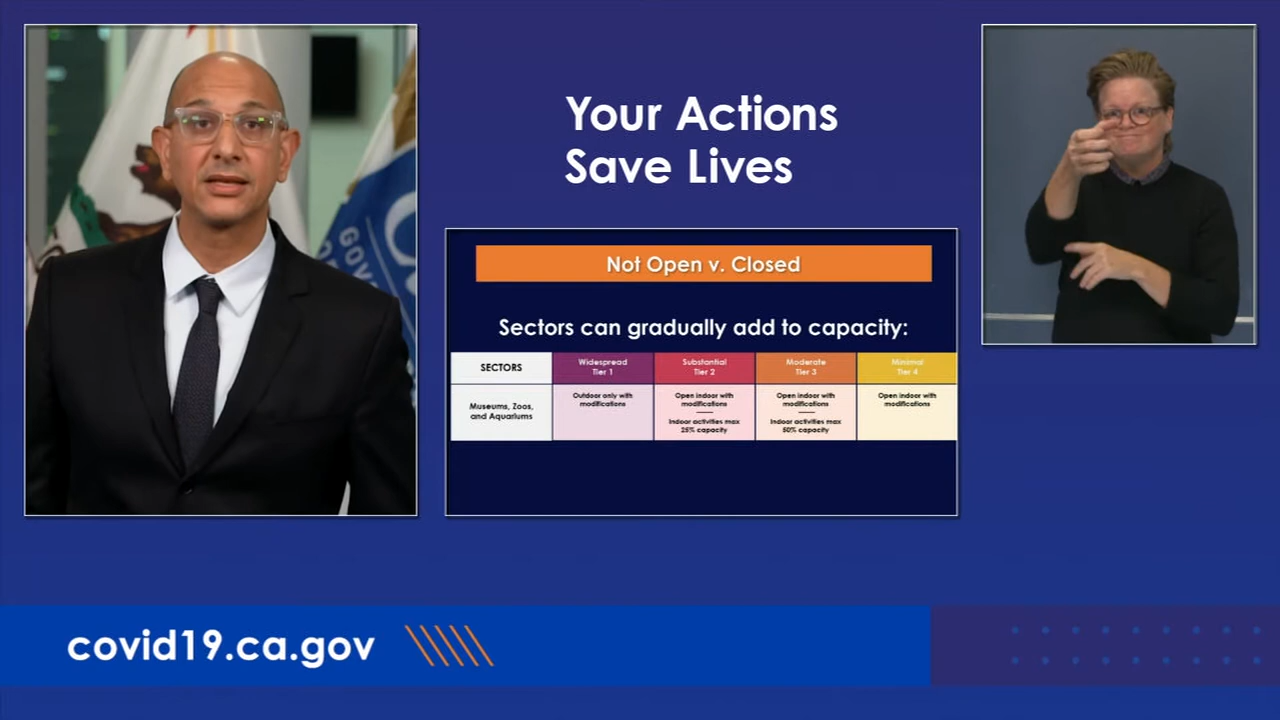 Your Actions
Save Lives
Not Open v. Closed
Sectors can gradually add to capacity:
SECTORS
Widespread
Tier 1
Substantial
Tier 2
Moderate
Tier 3
Minimal
Tier 4
Museums, Zoos,
and Aquariums
Outdoor only with
modifications
Open indoor with
modifications
Indoor activities max
25% capacity
Open indoor with
modifications
Indoor activities max
50% capacity
Open indoor with
modifications
GOV
covid19.ca.gov